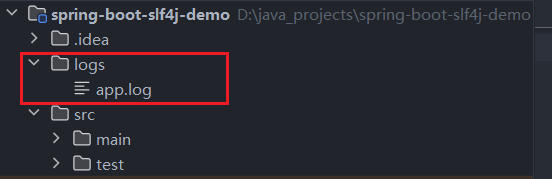 spring-boot-slf4j-demo D:\java_projects\spring-boot-slf4j-demo
.idea
logs
app.log
src
main
test